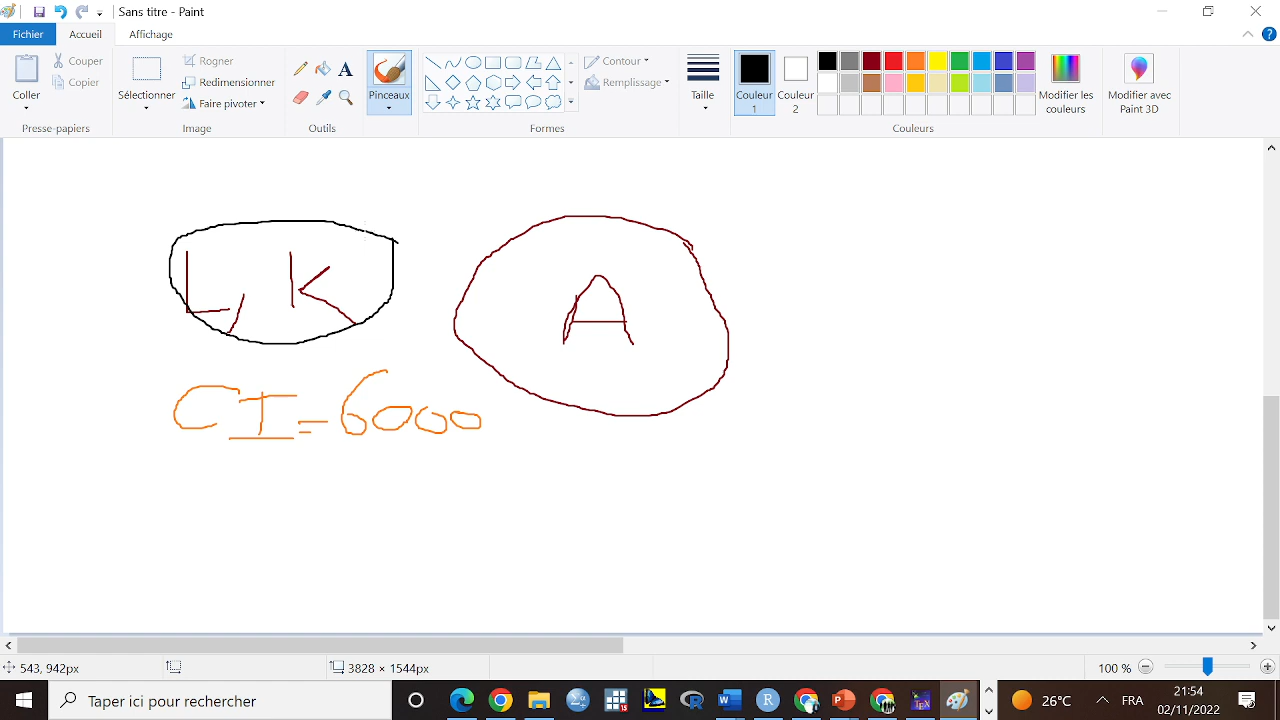 Sans titre - Paint
Fichier Accueil Affichage
Coller
Couper
Copier
Presse-papiers
Sélectionner
Rogner
Redimensionner
Faire pivoter
Image
A
Outils
Pinceaux
Contour
Remplissage
Formes
Taille
Couleur 1
Couleur 2
Modifier les couleurs
Couleurs
Modifier avec Paint 3D
L, K
A
CI = 6000
543, 942px
3828 × 1544px
100 %
Taper ici pour rechercher
26°C
FRA
21:54
02/11/2022